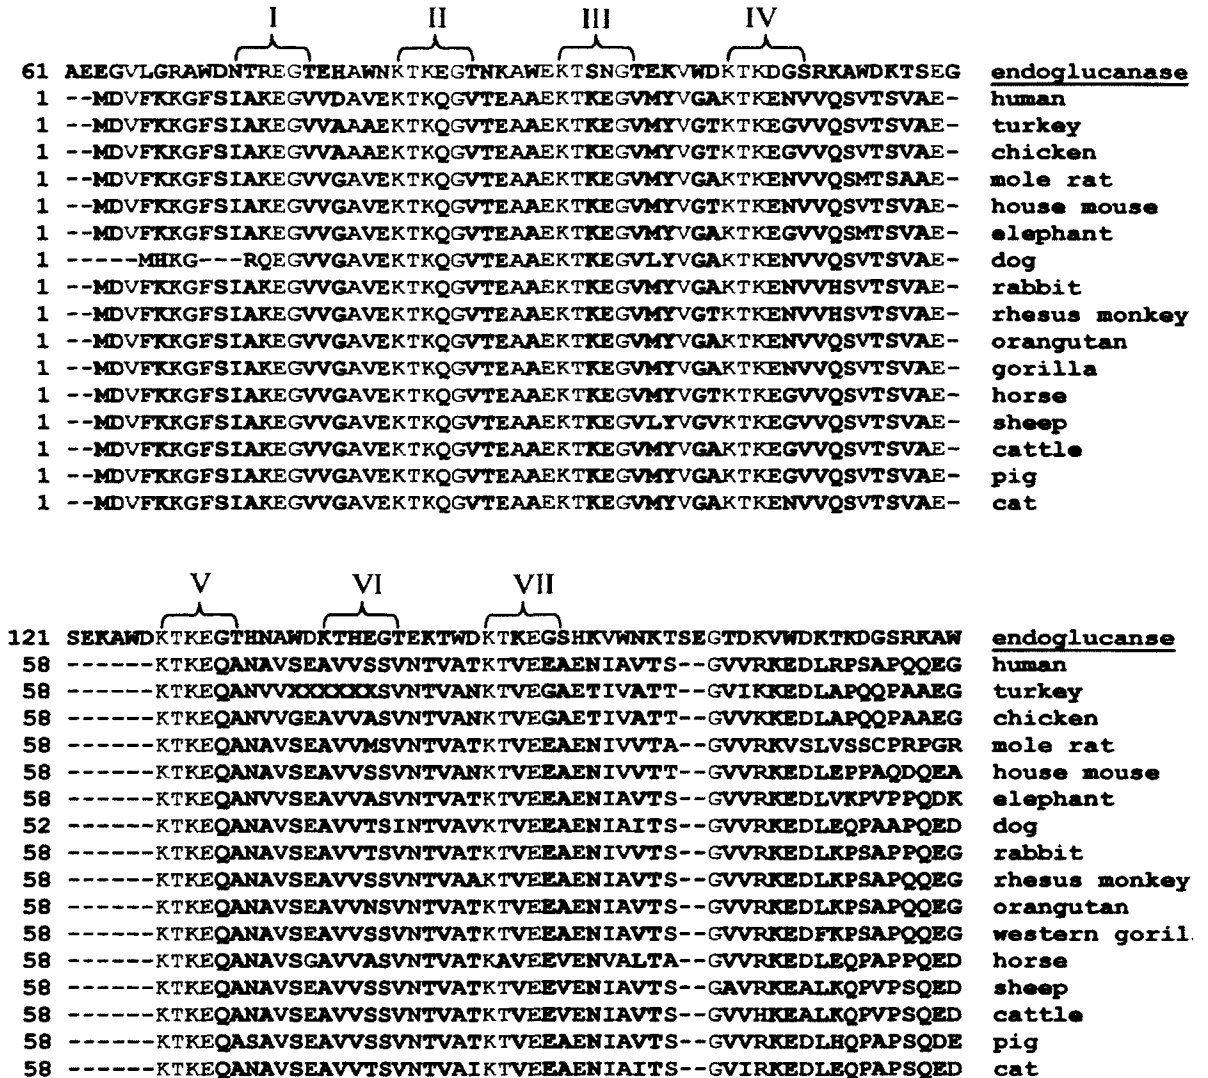 I II III IV
61 AEEGVLGRAWDNTREGTEHAWNKTKEGTNKAWEKTSNGTEKVWDKTKDGSRKAWDKTSEG endoglucanase
1 --MDVFKKGFSIAKEGVVDAVEKTKQGVTEAAEKTKEGVMYVGAKTKENVVQSVTSVAE- human
1 --MDVFKKGFSIAKEGVVAAAEKTKQGVTEAAEKTKEGVMYVGTKTKEGVVQSVTSVAE- turkey
1 --MDVFKKGFSIAKEGVVAAAEKTKQGVTEAAEKTKEGVMYVGTKTKEGVVQSVTSVAE- chicken
1 --MDVFKKGFSIAKEGVVGAVEKTKQGVTEAAEKTKEGVMYVGAKTKENVVQSMTSAAE- mole rat
1 --MDVFKKGFSIAKEGVVGAVEKTKQGVTEAAEKTKEGVMYVGTKTKENVVQSVTSVAE- house mouse
1 --MDVFKKGFSIAKEGVVGAVEKTKQGVTEAAEKTKEGVMYVGAKTKEGVVQSMTSVAE- elephant
1 -----MHKG---RQEGVVGAVEKTKQGVTEAAEKTKEGVLYVGAKTKENVVQSVTSVAE- dog
1 --MDVFKKGFSIAKEGVVGAVEKTKQGVTEAAEKTKEGVMYVGAKTKENVVHSVTSVAE- rabbit
1 --MDVFKKGFSIAKEGVVGAVEKTKQGVTEAAEKTKEGVMYVGTKTKENVVHSVTSVAE- rhesus monkey
1 --MDVFKKGFSIAKEGVVGAVEKTKQGVTEAAEKTKEGVMYVGAKTKENVVQSVTSVAE- orangutan
1 --MDVFKKGFSIAKEGVVGAVEKTKQGVTEAAEKTKEGVMYVGAKTKENVVQSVTSVAE- gorilla
1 --MDVFKKGFSIAKEGVVGAVEKTKQGVTEAAEKTKEGVMYVGTKTKEGVVQSVTSVAE- horse
1 --MDVFKKGFSIAKEGVVGAVEKTKQGVTEAAEKTKEGVLYVGVKTKEGVVQSVTSVAE- sheep
1 --MDVFKKGFSIAKEGVVGAVEKTKQGVTEAAEKTKEGVMYVGAKTKEGVVQSVTSVAE- cattle
1 --MDVFKKGFSIAKEGVVGAVEKTKQGVTEAAEKTKEGVMYVGAKTKEGVVQSVTSVAE- pig
1 --MDVFKKGFSIAKEGVVGAVEKTKQGVTEAAEKTKEGVMYVGAKTKENVVQSVTSVAE- cat
V VI VII
121 SEKAWDKTKEGTHNAWDKTHEGTEKTWDKTKEGSHKVWNKTSEGTDKVWDKTKDGSRKAW endoglucanse
58 ------KTKEQANAVSEAVVSSVNTVATKTVEEAENIAVTS--GVVRKEDLRPSAPQQEG human
58 ------KTKEQANVVXXXXXXSVNTVANKTVEGAETIVATT--GVIKKEDLAPQQPAAEG turkey
58 ------KTKEQANVVGEAVVASVNTVANKTVEGAETIVATT--GVVKKEDLAPQQPAAEG chicken
58 ------KTKEQANAVSEAVVMSVNTVATKTVEEAENIVVTA--GVVRKVSLVSSCPRPGR mole rat
58 ------KTKEQANAVSEAVVSSVNTVANKTVEEAENIVVTT--GVVRKEDLEPPAQDQEA house mouse
58 ------KTKEQANVVSEAVVASVNTVATKTVEEAENIAVTS--GVVRKEDLVKPVPPQDK elephant
52 ------KTKEQANAVSEAVVTSINTVAVKTVEEAENIAITS--GVVRKEDLEQPAAPQED dog
58 ------KTKEQANAVSEAVVTSVNTVATKTVEEAENIVVTS--GVVRKEDLKPSAPPQEG rabbit
58 ------KTKEQANAVSEAVVSSVNTVAAKTVEEAENIAVTS--GVVRKEDLKPSAPQQEG rhesus monkey
58 ------KTKEQANAVSEAVVNSVNTVATKTVEEAENIAVTS--GVVRKEDLKPSAPQQEG orangutan
58 ------KTKEQANAVSEAVVSSVNTVATKTVEEAENIAVTS--GVVRKEDFKPSAPQQEG western goril
58 ------KTKEQANAVSGAVVASVNTVATKAVEEVENVALTA--GVVRKEDLEQPAPPQED horse
58 ------KTKEQANAVSEAVVSSVNTVATKTVEEVENIAVTS--GAVRKEALKQPVPSQED sheep
58 ------KTKEQANAVSEAVVSSVNTVATKTVEEVENIAVTS--GVVHKEALKQPVPSQED cattle
58 ------KTKEQASAVSEAVVSSVNTVATKTVEEAENIAVTS--GVVRKEDLHQPAPSQDE pig
58 ------KTKEQANAVSEAVVTSVNTVAIKTVEEAENIAITS--GVIRKEDLKQPAPSQED cat